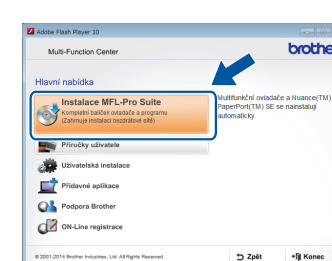 Adobe Flash Player 10
Multi-Function Center
brothe
Hlavní nabídka
Instalace MFL-Pro Suite
Kompletní balíček ovladače a programu
(Zahrnuje instalaci bezdrátové sítě)
Multifunkční ovladače a Nuance(TM)
PaperPort(TM) SE se nainstalují
automaticky.
Příručky uživatele
Uživatelská instalace
Přídavné aplikace
Podpora Brother
ON-Line registrace
© 2001-2014 Brother Industries, Ltd. All Rights Reserved.
Zpět
Konec